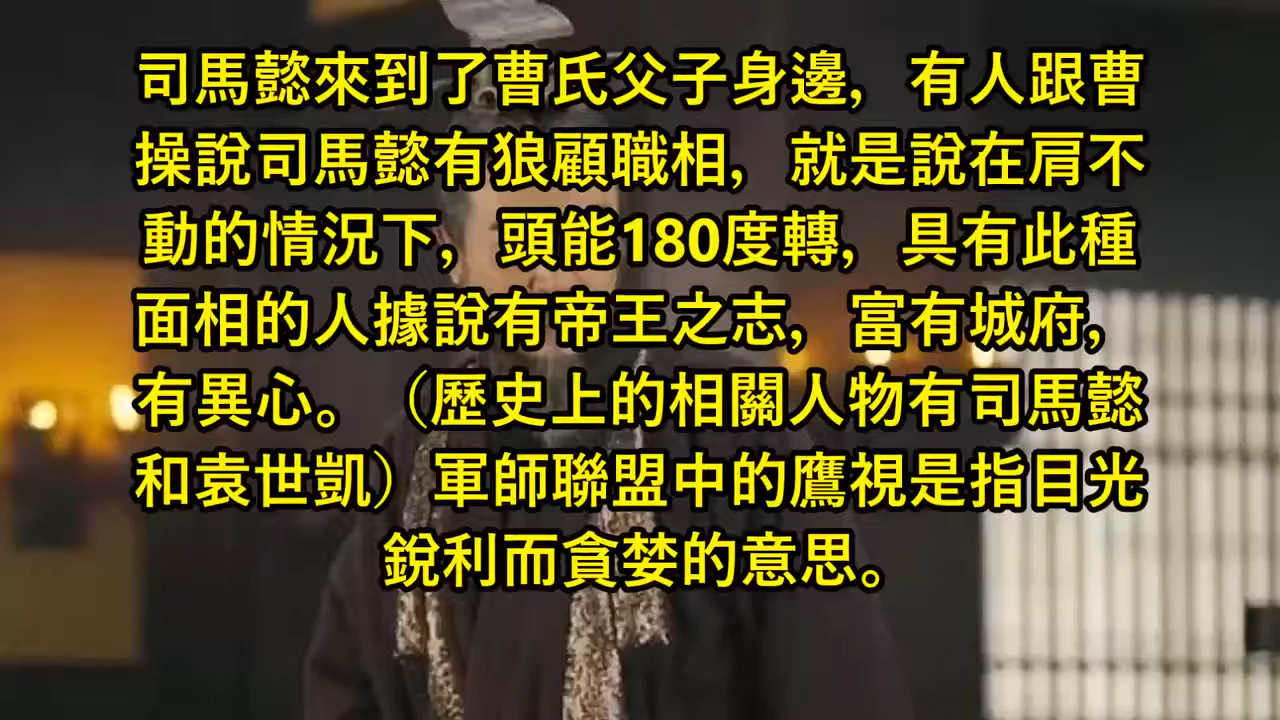 司馬懿來到了曹氏父子身邊，有人跟曹
操說司馬懿有狼顧職相，就是說在肩不
動的情況下，頭能180度轉，具有此種
面相的人據說有帝王之志，富有城府，
有異心。（歷史上的相關人物有司馬懿
和袁世凱）軍師聯盟中的鷹視是指目光
銳利而貪婪的意思。